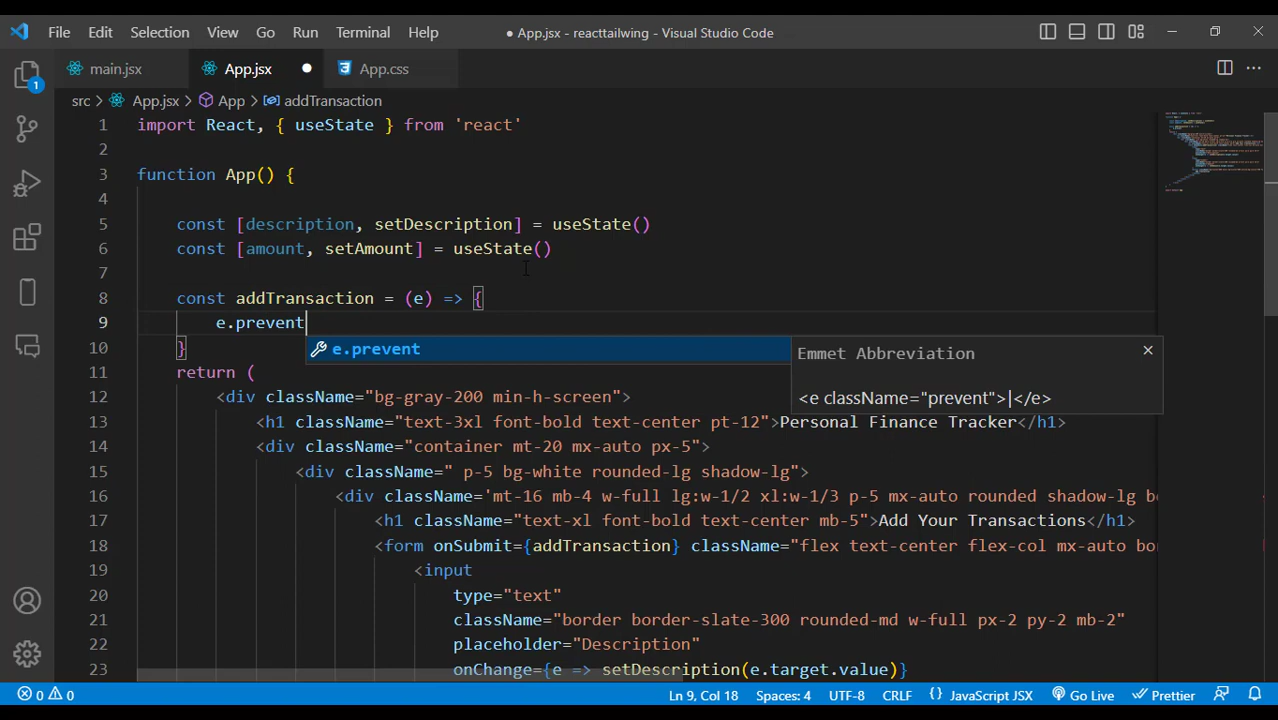 File Edit Selection View Go Run Terminal Help ● App.jsx - reacttailwing - Visual Studio Code
main.jsx App.jsx ● App.css
src > App.jsx > App > addTransaction
1 import React, { useState } from 'react'
2
3 function App() {
4
5 const [description, setDescription] = useState()
6 const [amount, setAmount] = useState()
7
8 const addTransaction = (e) => {
9 e.prevent
e.prevent
Emmet Abbreviation
<e className="prevent">|</e>
10 }
11 return (
12 <div className="bg-gray-200 min-h-screen">
13 <h1 className="text-3xl font-bold text-center pt-12">Personal Finance Tracker</h1>
14 <div className="container mt-20 mx-auto px-5">
15 <div className=" p-5 bg-white rounded-lg shadow-lg">
16 <div className='mt-16 mb-4 w-full lg:w-1/2 xl:w-1/3 p-5 mx-auto rounded shadow-lg
17 <h1 className="text-xl font-bold text-center mb-5">Add Your Transactions</h1>
18 <form onSubmit={addTransaction} className="flex text-center flex-col mx-auto
19 <input
20 type="text"
21 className="border border-slate-300 rounded-md w-full px-2 py-2 mb-2"
22 placeholder="Description"
23 onChange={e => setDescription(e.target.value)}
1
0 0 Ln 9, Col 18 Spaces: 4 UTF-8 CRLF {} JavaScript JSX Go Live Prettier